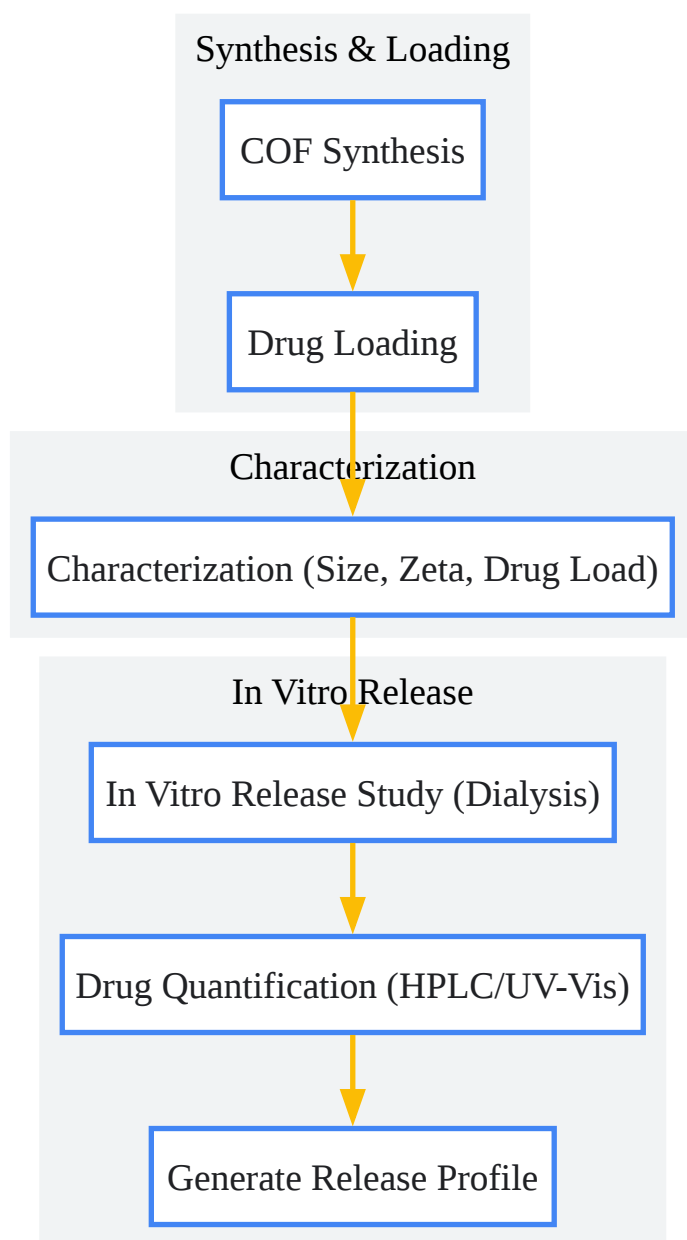 Synthesis & Loading
COF Synthesis
Drug Loading
Characterization
Characterization (Size, Zeta, Drug Load)
In Vitro Release
In Vitro Release Study (Dialysis)
Drug Quantification (HPLC/UV-Vis)
Generate Release Profile